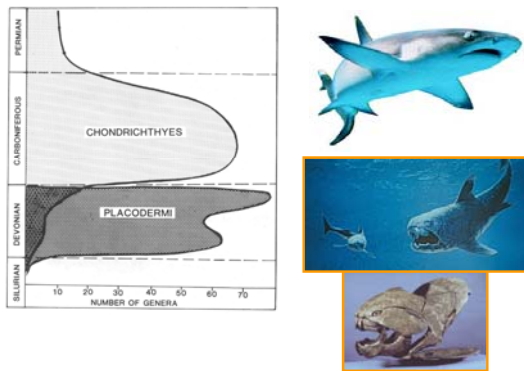 PERMIAN
CARBONIFEROUS
DEVONIAN
SILURIAN
CHONDRICHTHYES
PLACODERMI
10 20 30 40 50 60 70
NUMBER OF GENERA